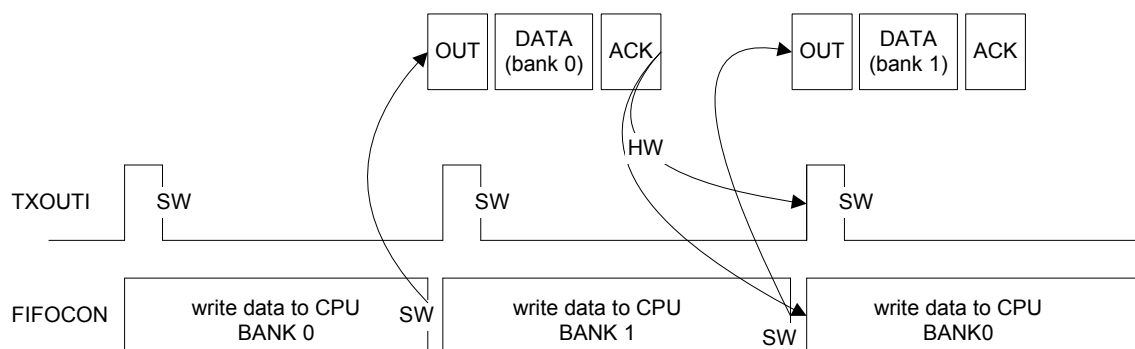 OUT
DATA
(bank 0)
ACK
OUT
DATA
(bank 1)
ACK
HW
TXOUTI
SW
SW
SW
FIFOCON
write data to CPU
BANK 0
SW
write data to CPU
BANK 1
SW
write data to CPU
BANK0